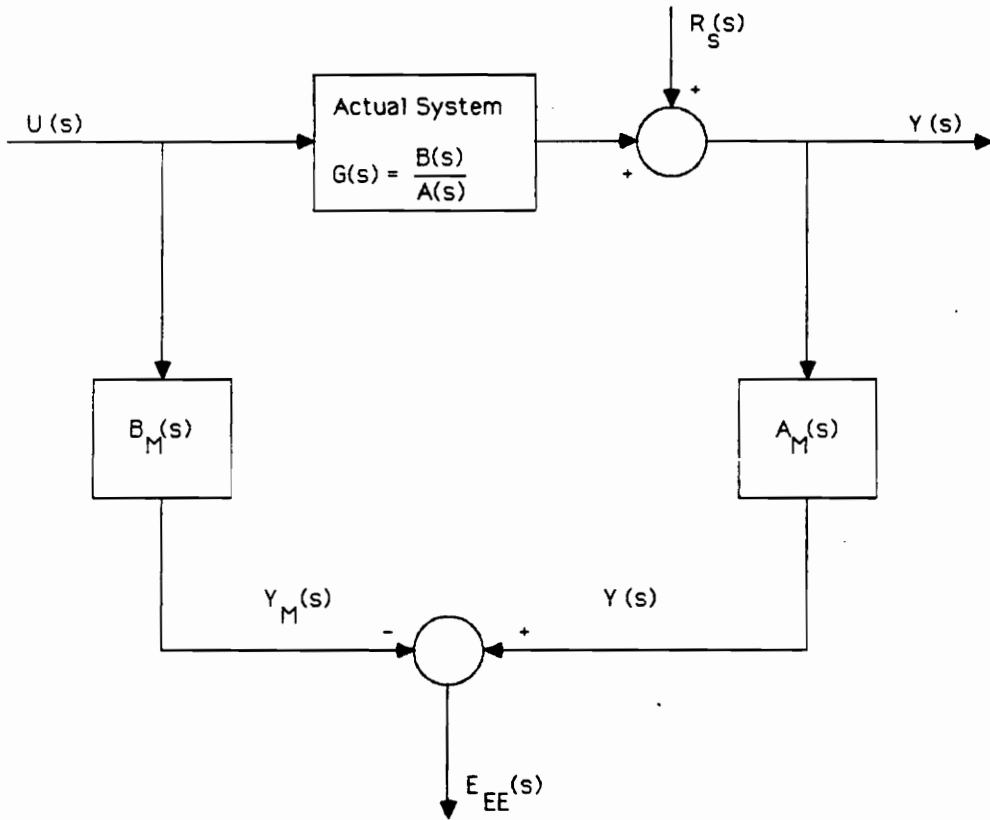 R_S(s)
+
U(s)
Actual System
G(s) = B(s)/A(s)
+
Y(s)
B_M(s)
A_M(s)
Y_M(s)
Y(s)
-
+
E_EE(s)